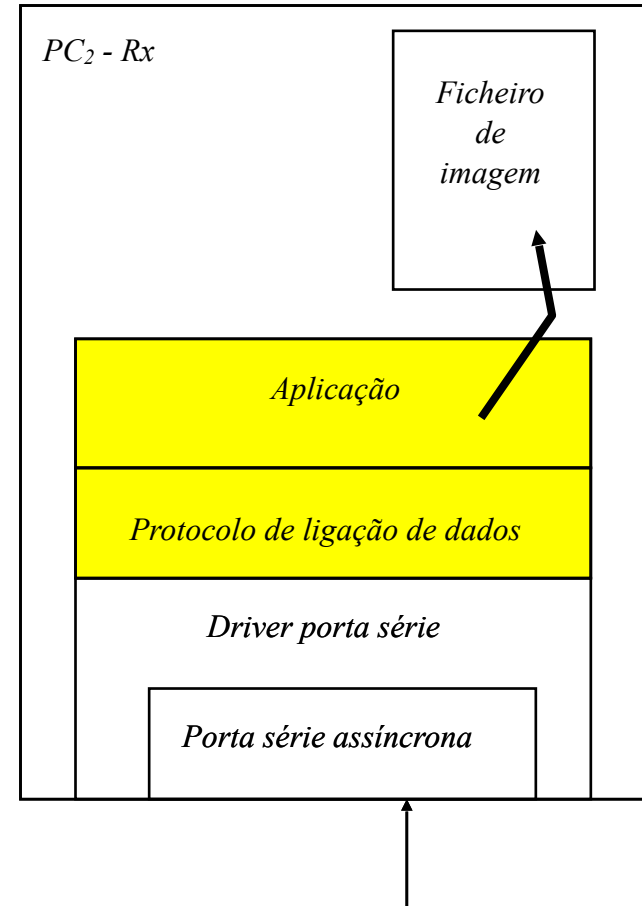 PC₂ - Rx
Ficheiro
de
imagem
Aplicação
Protocolo de ligação de dados
Driver porta série
Porta série assíncrona